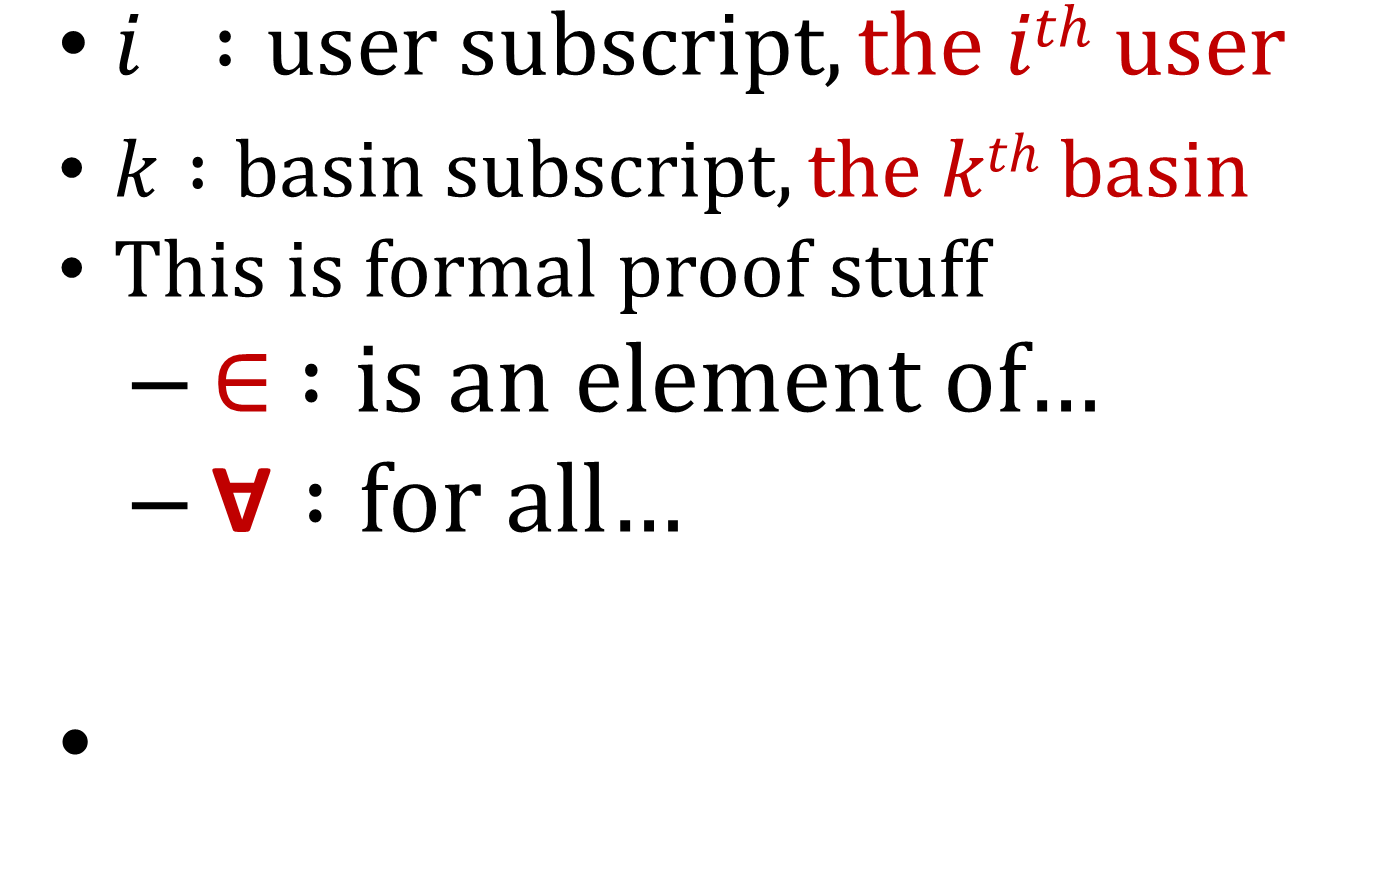 • i : user subscript, the iᵗʰ user
• k : basin subscript, the kᵗʰ basin
• This is formal proof stuff
– ∈ : is an element of…
– ∀ : for all…
•